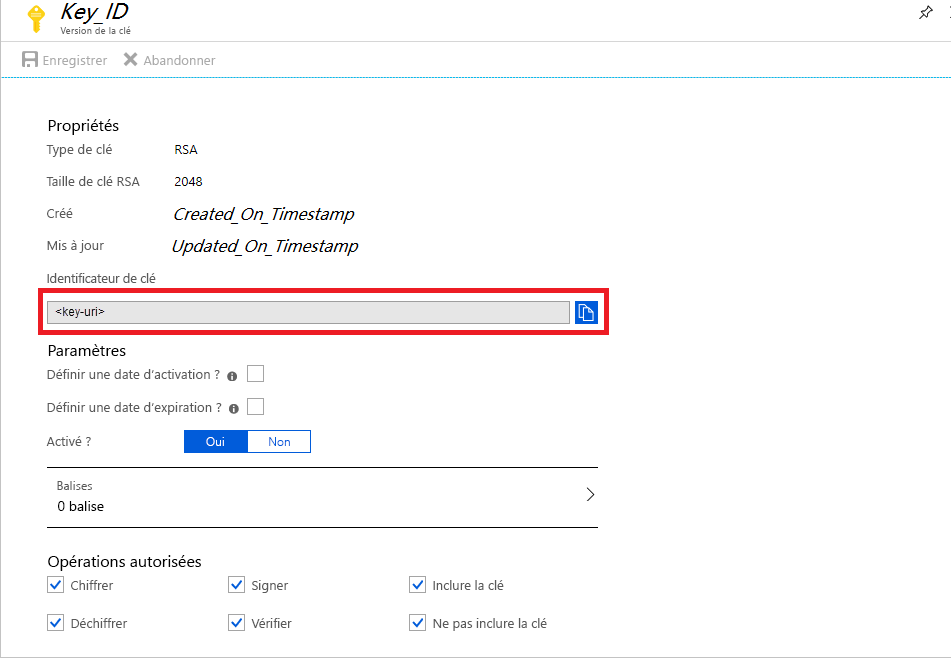 Key_ID
Version de la clé
Enregistrer Abandonner
Propriétés
Type de clé RSA
Taille de clé RSA 2048
Créé Created_On_Timestamp
Mis à jour Updated_On_Timestamp
Identificateur de clé
<key-uri>
Paramètres
Définir une date d'activation ?
Définir une date d'expiration ?
Activé ? Oui Non
Balises
0 balise
Opérations autorisées
Chiffrer Signer Inclure la clé
Déchiffrer Vérifier Ne pas inclure la clé